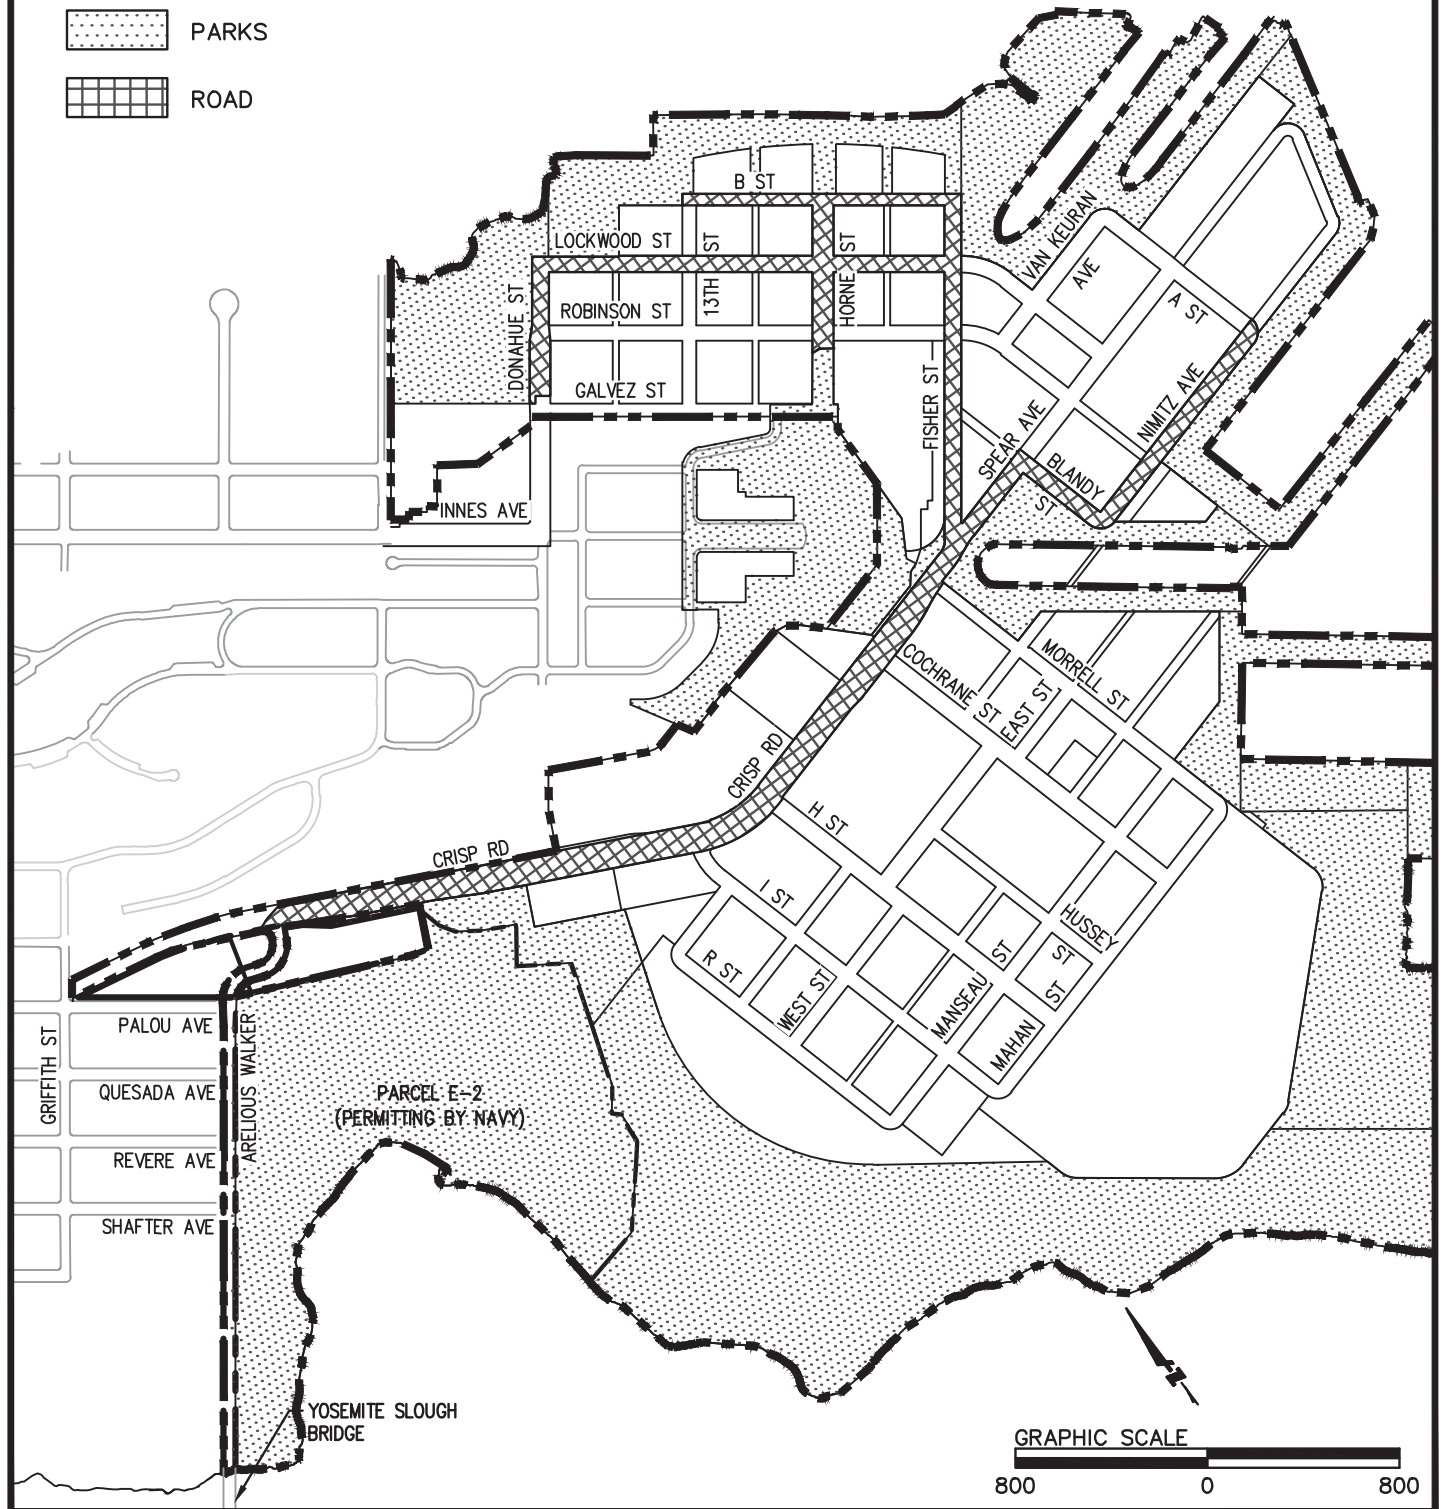 PARKS
ROAD
B ST
LOCKWOOD ST
13TH ST
HORNE ST
ROBINSON ST
DONAHUE ST
GALVEZ ST
FISHER ST
VAN KEURAN
AVE
A ST
NIMITZ AVE
SPEAR AVE
BLANDY
ST
INNES AVE
COCHRANE ST
EAST ST
MORRELL ST
CRISP RD
H ST
CRISP RD
I ST
HUSSEY
ST
R ST
WEST ST
MANSEAU
ST
MAHAN
ST
PALOU AVE
GRIFFITH ST
ARELIOUS WALKER
QUESADA AVE
PARCEL E-2
(PERMITTING BY NAVY)
REVERE AVE
SHAFTER AVE
YOSEMITE SLOUGH
BRIDGE
N
GRAPHIC SCALE
800 0 800